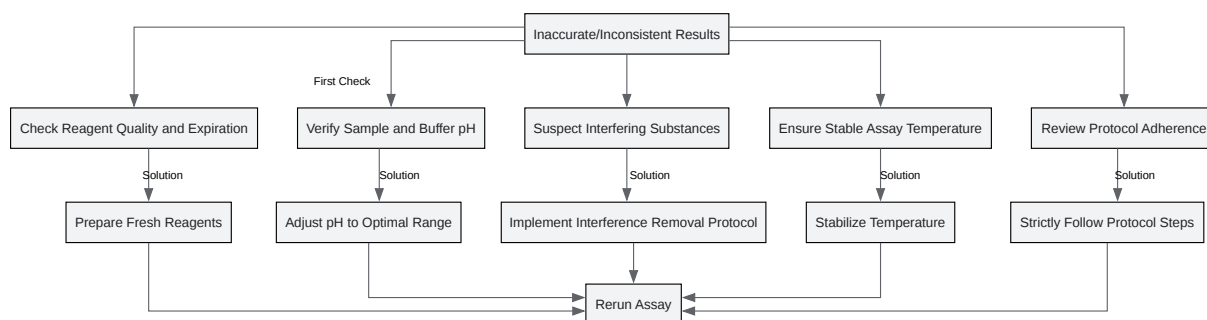 Inaccurate/Inconsistent Results
First Check
Check Reagent Quality and Expiration
Verify Sample and Buffer pH
Suspect Interfering Substances
Ensure Stable Assay Temperature
Review Protocol Adherence
Solution
Solution
Solution
Solution
Solution
Prepare Fresh Reagents
Adjust pH to Optimal Range
Implement Interference Removal Protocol
Stabilize Temperature
Strictly Follow Protocol Steps
Rerun Assay